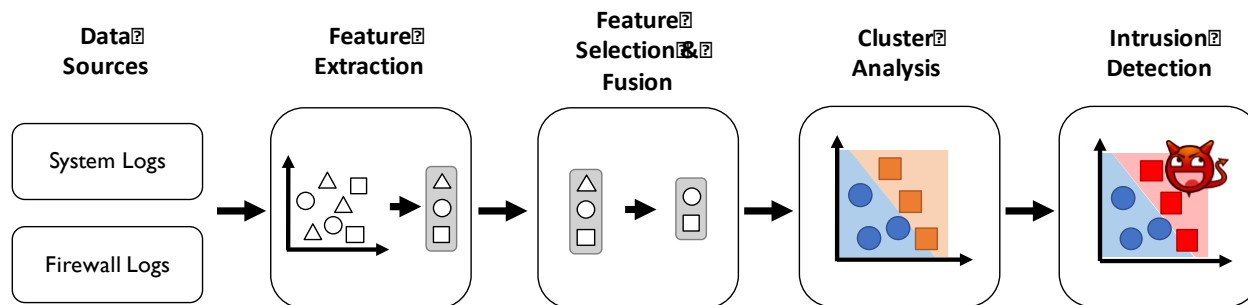 Data
Sources
Feature
Extraction
Feature
Selection &
Fusion
Cluster
Analysis
Intrusion
Detection
System Logs
Firewall Logs